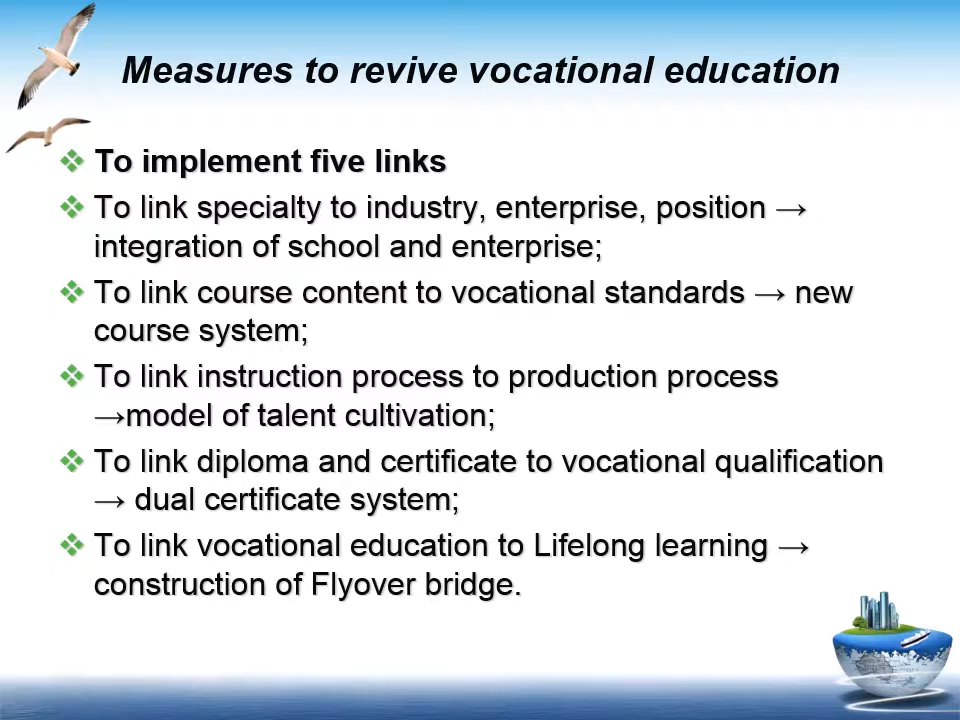 Measures to revive vocational education
To implement five links
To link specialty to industry, enterprise, position →
integration of school and enterprise;
To link course content to vocational standards → new
course system;
To link instruction process to production process
→model of talent cultivation;
To link diploma and certificate to vocational qualification
→ dual certificate system;
To link vocational education to Lifelong learning →
construction of Flyover bridge.